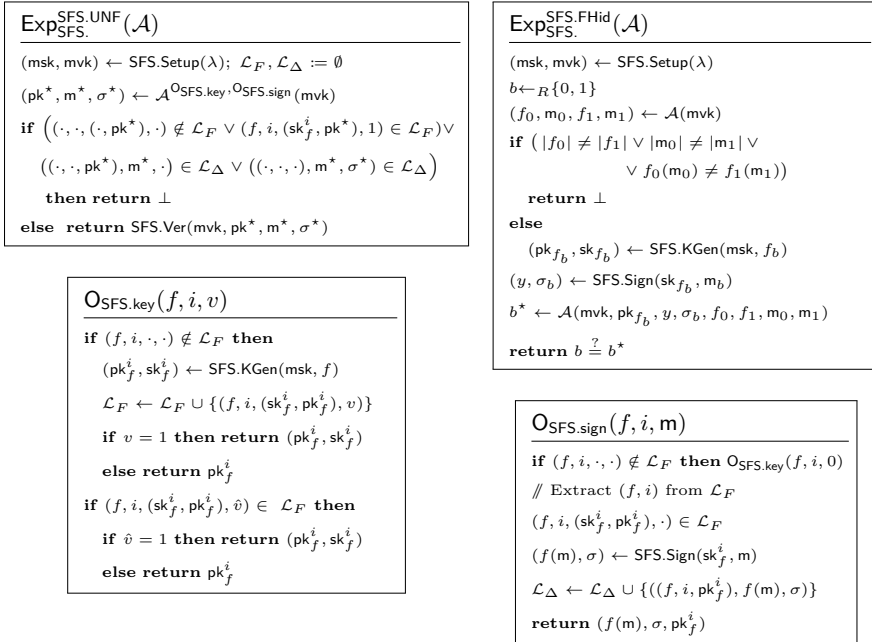 Exp^{SFS.UNF}_{SFS.}(𝒜)
(msk, mvk) ← SFS.Setup(λ); ℒ_F, ℒ_Δ := ∅
(pk^⋆, m^⋆, σ^⋆) ← 𝒜^{O_{SFS.key}, O_{SFS.sign}}(mvk)
if ((·, ·, (·, pk^⋆), ·) ∉ ℒ_F ∨ (f, i, (sk^i_f, pk^⋆), 1) ∈ ℒ_F)∨
((·, ·, pk^⋆), m^⋆, ·) ∈ ℒ_Δ ∨ ((·, ·, ·), m^⋆, σ^⋆) ∈ ℒ_Δ)
then return ⊥
else return SFS.Ver(mvk, pk^⋆, m^⋆, σ^⋆)
O_{SFS.key}(f, i, v)
if (f, i, ·, ·) ∉ ℒ_F then
(pk^i_f, sk^i_f) ← SFS.KGen(msk, f)
ℒ_F ← ℒ_F ∪ {(f, i, (sk^i_f, pk^i_f), v)}
if v = 1 then return (pk^i_f, sk^i_f)
else return pk^i_f
if (f, i, (sk^i_f, pk^i_f), v̂) ∈ ℒ_F then
if v̂ = 1 then return (pk^i_f, sk^i_f)
else return pk^i_f
Exp^{SFS.FHid}_{SFS.}(𝒜)
(msk, mvk) ← SFS.Setup(λ)
b ←_R {0, 1}
(f_0, m_0, f_1, m_1) ← 𝒜(mvk)
if (|f_0| ≠ |f_1| ∨ |m_0| ≠ |m_1| ∨
∨ f_0(m_0) ≠ f_1(m_1))
return ⊥
else
(pk_{f_b}, sk_{f_b}) ← SFS.KGen(msk, f_b)
(y, σ_b) ← SFS.Sign(sk_{f_b}, m_b)
b^⋆ ← 𝒜(mvk, pk_{f_b}, y, σ_b, f_0, f_1, m_0, m_1)
return b ≟ b^⋆
O_{SFS.sign}(f, i, m)
if (f, i, ·, ·) ∉ ℒ_F then O_{SFS.key}(f, i, 0)
// Extract (f, i) from ℒ_F
(f, i, (sk^i_f, pk^i_f), ·) ∈ ℒ_F
(f(m), σ) ← SFS.Sign(sk^i_f, m)
ℒ_Δ ← ℒ_Δ ∪ {((f, i, pk^i_f), f(m), σ)}
return (f(m), σ, pk^i_f)